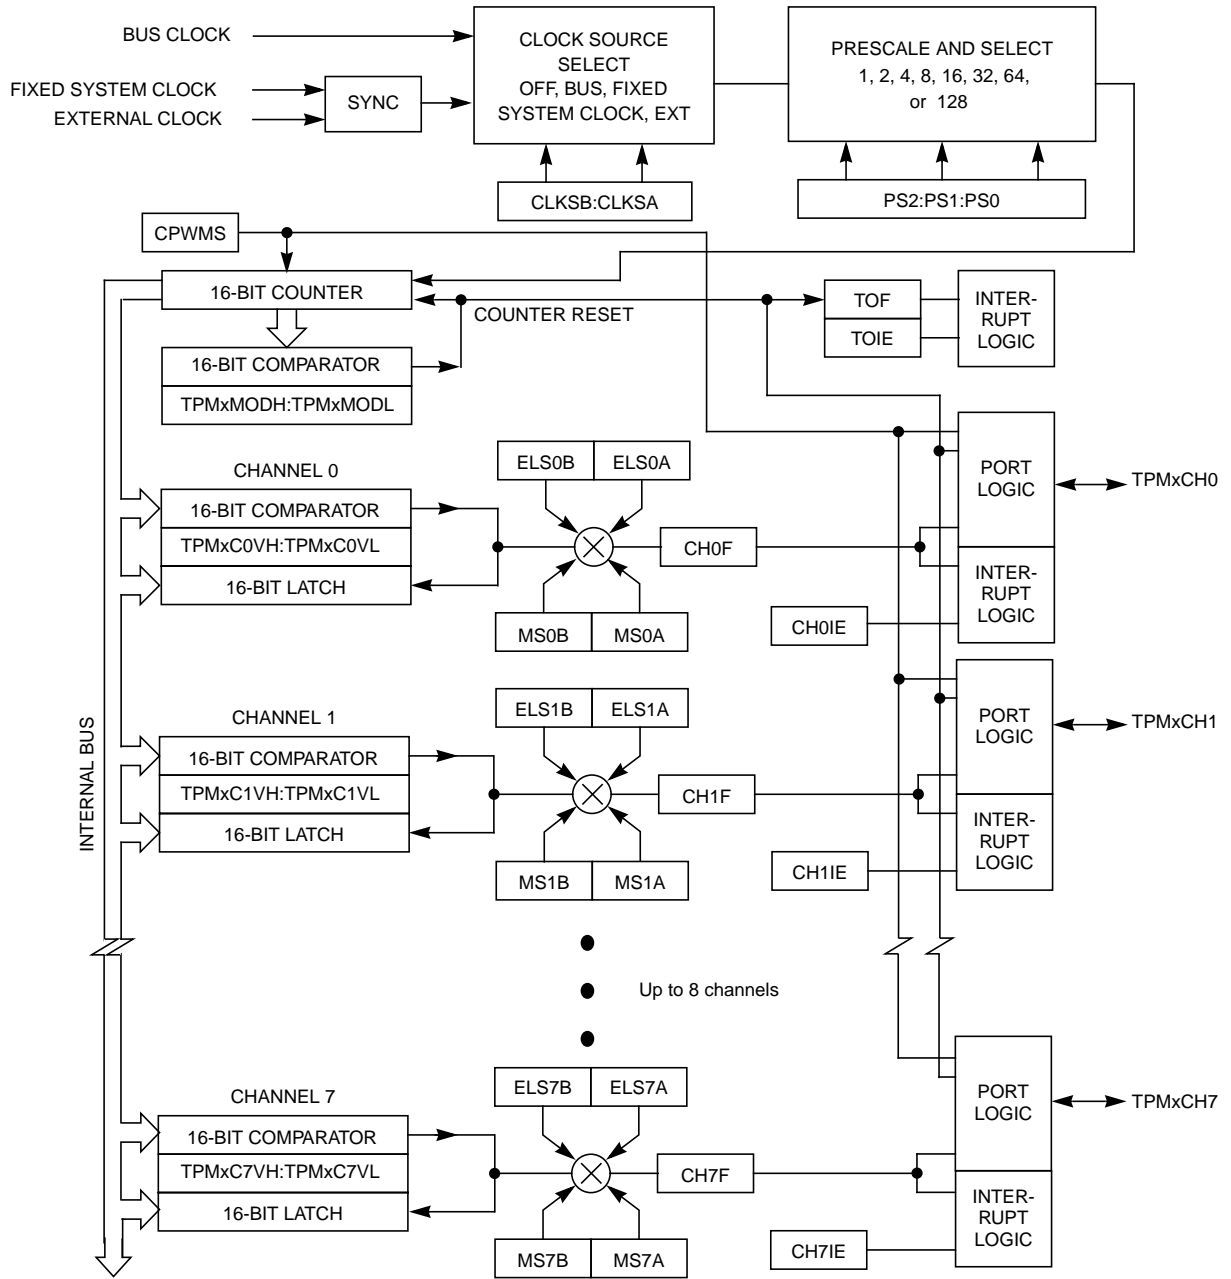 BUS CLOCK
FIXED SYSTEM CLOCK
EXTERNAL CLOCK
SYNC
CLOCK SOURCE
SELECT
OFF, BUS, FIXED
SYSTEM CLOCK, EXT
PRESCALE AND SELECT
1, 2, 4, 8, 16, 32, 64,
or 128
CLKSB:CLKSA
PS2:PS1:PS0
CPWMS
16-BIT COUNTER
COUNTER RESET
TOF
TOIE
INTER-
RUPT
LOGIC
16-BIT COMPARATOR
TPMxMODH:TPMxMODL
CHANNEL 0
16-BIT COMPARATOR
TPMxC0VH:TPMxC0VL
16-BIT LATCH
ELS0B
ELS0A
MS0B
MS0A
CH0F
CH0IE
PORT
LOGIC
INTER-
RUPT
LOGIC
TPMxCH0
INTERNAL BUS
CHANNEL 1
16-BIT COMPARATOR
TPMxC1VH:TPMxC1VL
16-BIT LATCH
ELS1B
ELS1A
MS1B
MS1A
CH1F
CH1IE
PORT
LOGIC
INTER-
RUPT
LOGIC
TPMxCH1
Up to 8 channels
CHANNEL 7
16-BIT COMPARATOR
TPMxC7VH:TPMxC7VL
16-BIT LATCH
ELS7B
ELS7A
MS7B
MS7A
CH7F
CH7IE
PORT
LOGIC
INTER-
RUPT
LOGIC
TPMxCH7